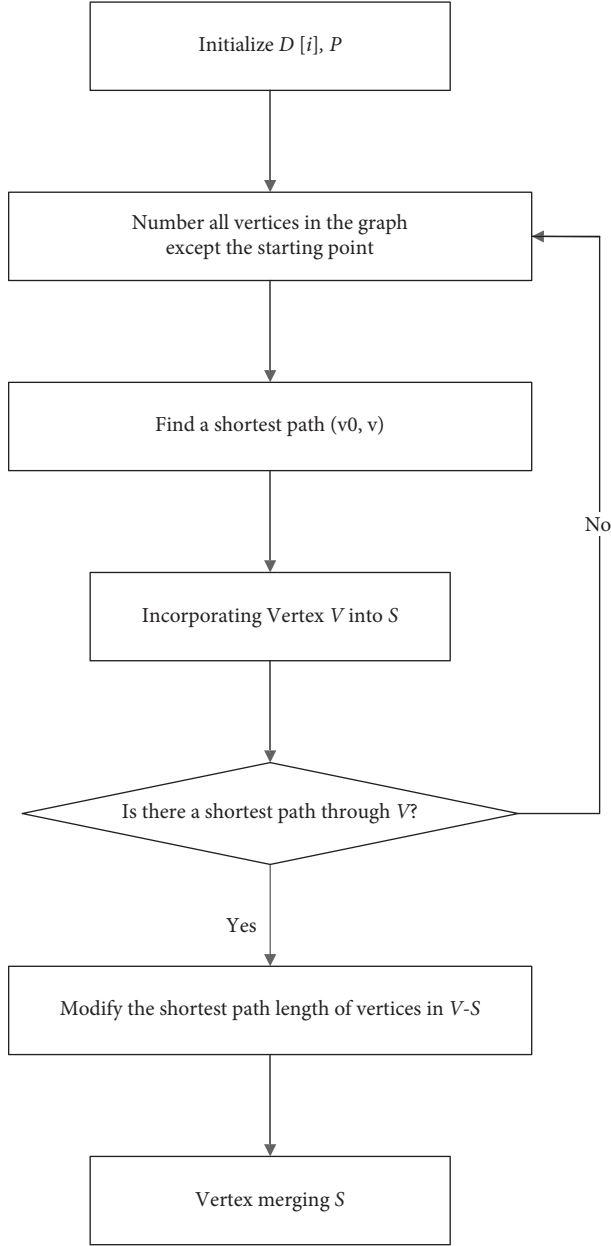 Initialize D [i], P
Number all vertices in the graph
except the starting point
Find a shortest path (v0, v)
No
Incorporating Vertex V into S
Is there a shortest path through V?
Yes
Modify the shortest path length of vertices in V-S
Vertex merging S